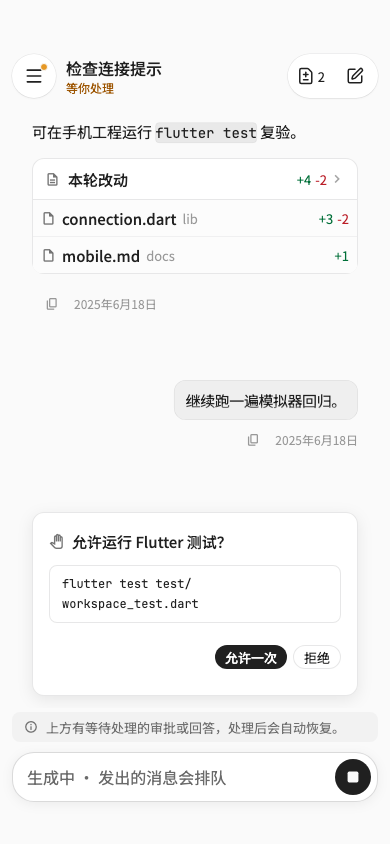 检查连接提示
等你处理
2
可在手机工程运行 flutter test 复验。
本轮改动 +4 -2
connection.dart lib +3 -2
mobile.md docs +1
2025年6月18日
继续跑一遍模拟器回归。
2025年6月18日
允许运行 Flutter 测试？
flutter test test/
workspace_test.dart
允许一次 拒绝
上方有等待处理的审批或回答，处理后会自动恢复。
生成中 · 发出的消息会排队